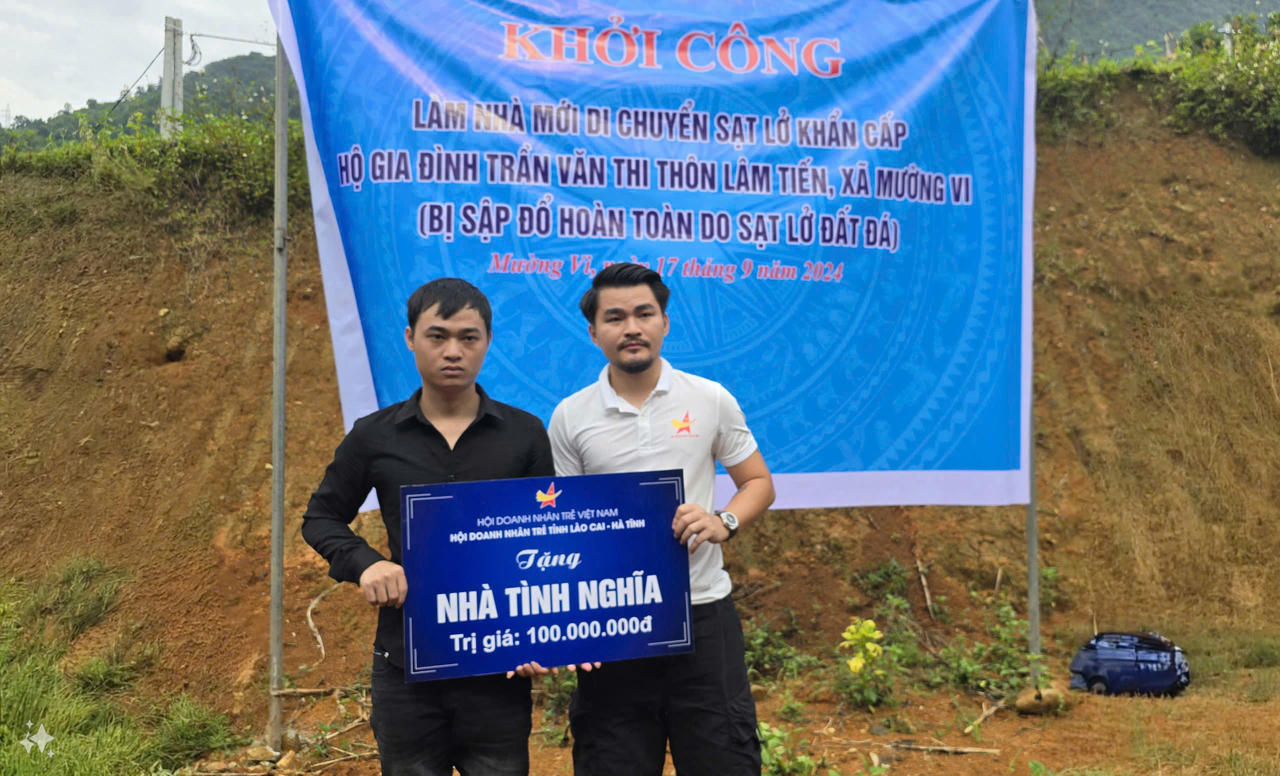 KHỞI CÔNG
LÀM NHÀ MỚI DI CHUYỂN SẠT LỞ KHẨN CẤP
HỘ GIA ĐÌNH TRẦN VĂN THI THÔN LÂM TIẾN, XÃ MƯỜNG VI
(BỊ SẬP ĐỔ HOÀN TOÀN DO SẠT LỞ ĐẤT ĐÁ)
Mường Vi, ngày 17 tháng 9 năm 2024
HỘI DOANH NHÂN TRẺ VIỆT NAM
HỘI DOANH NHÂN TRẺ TỈNH LÀO CAI - HÀ TĨNH
Tặng
NHÀ TÌNH NGHĨA
Trị giá: 100.000.000đ